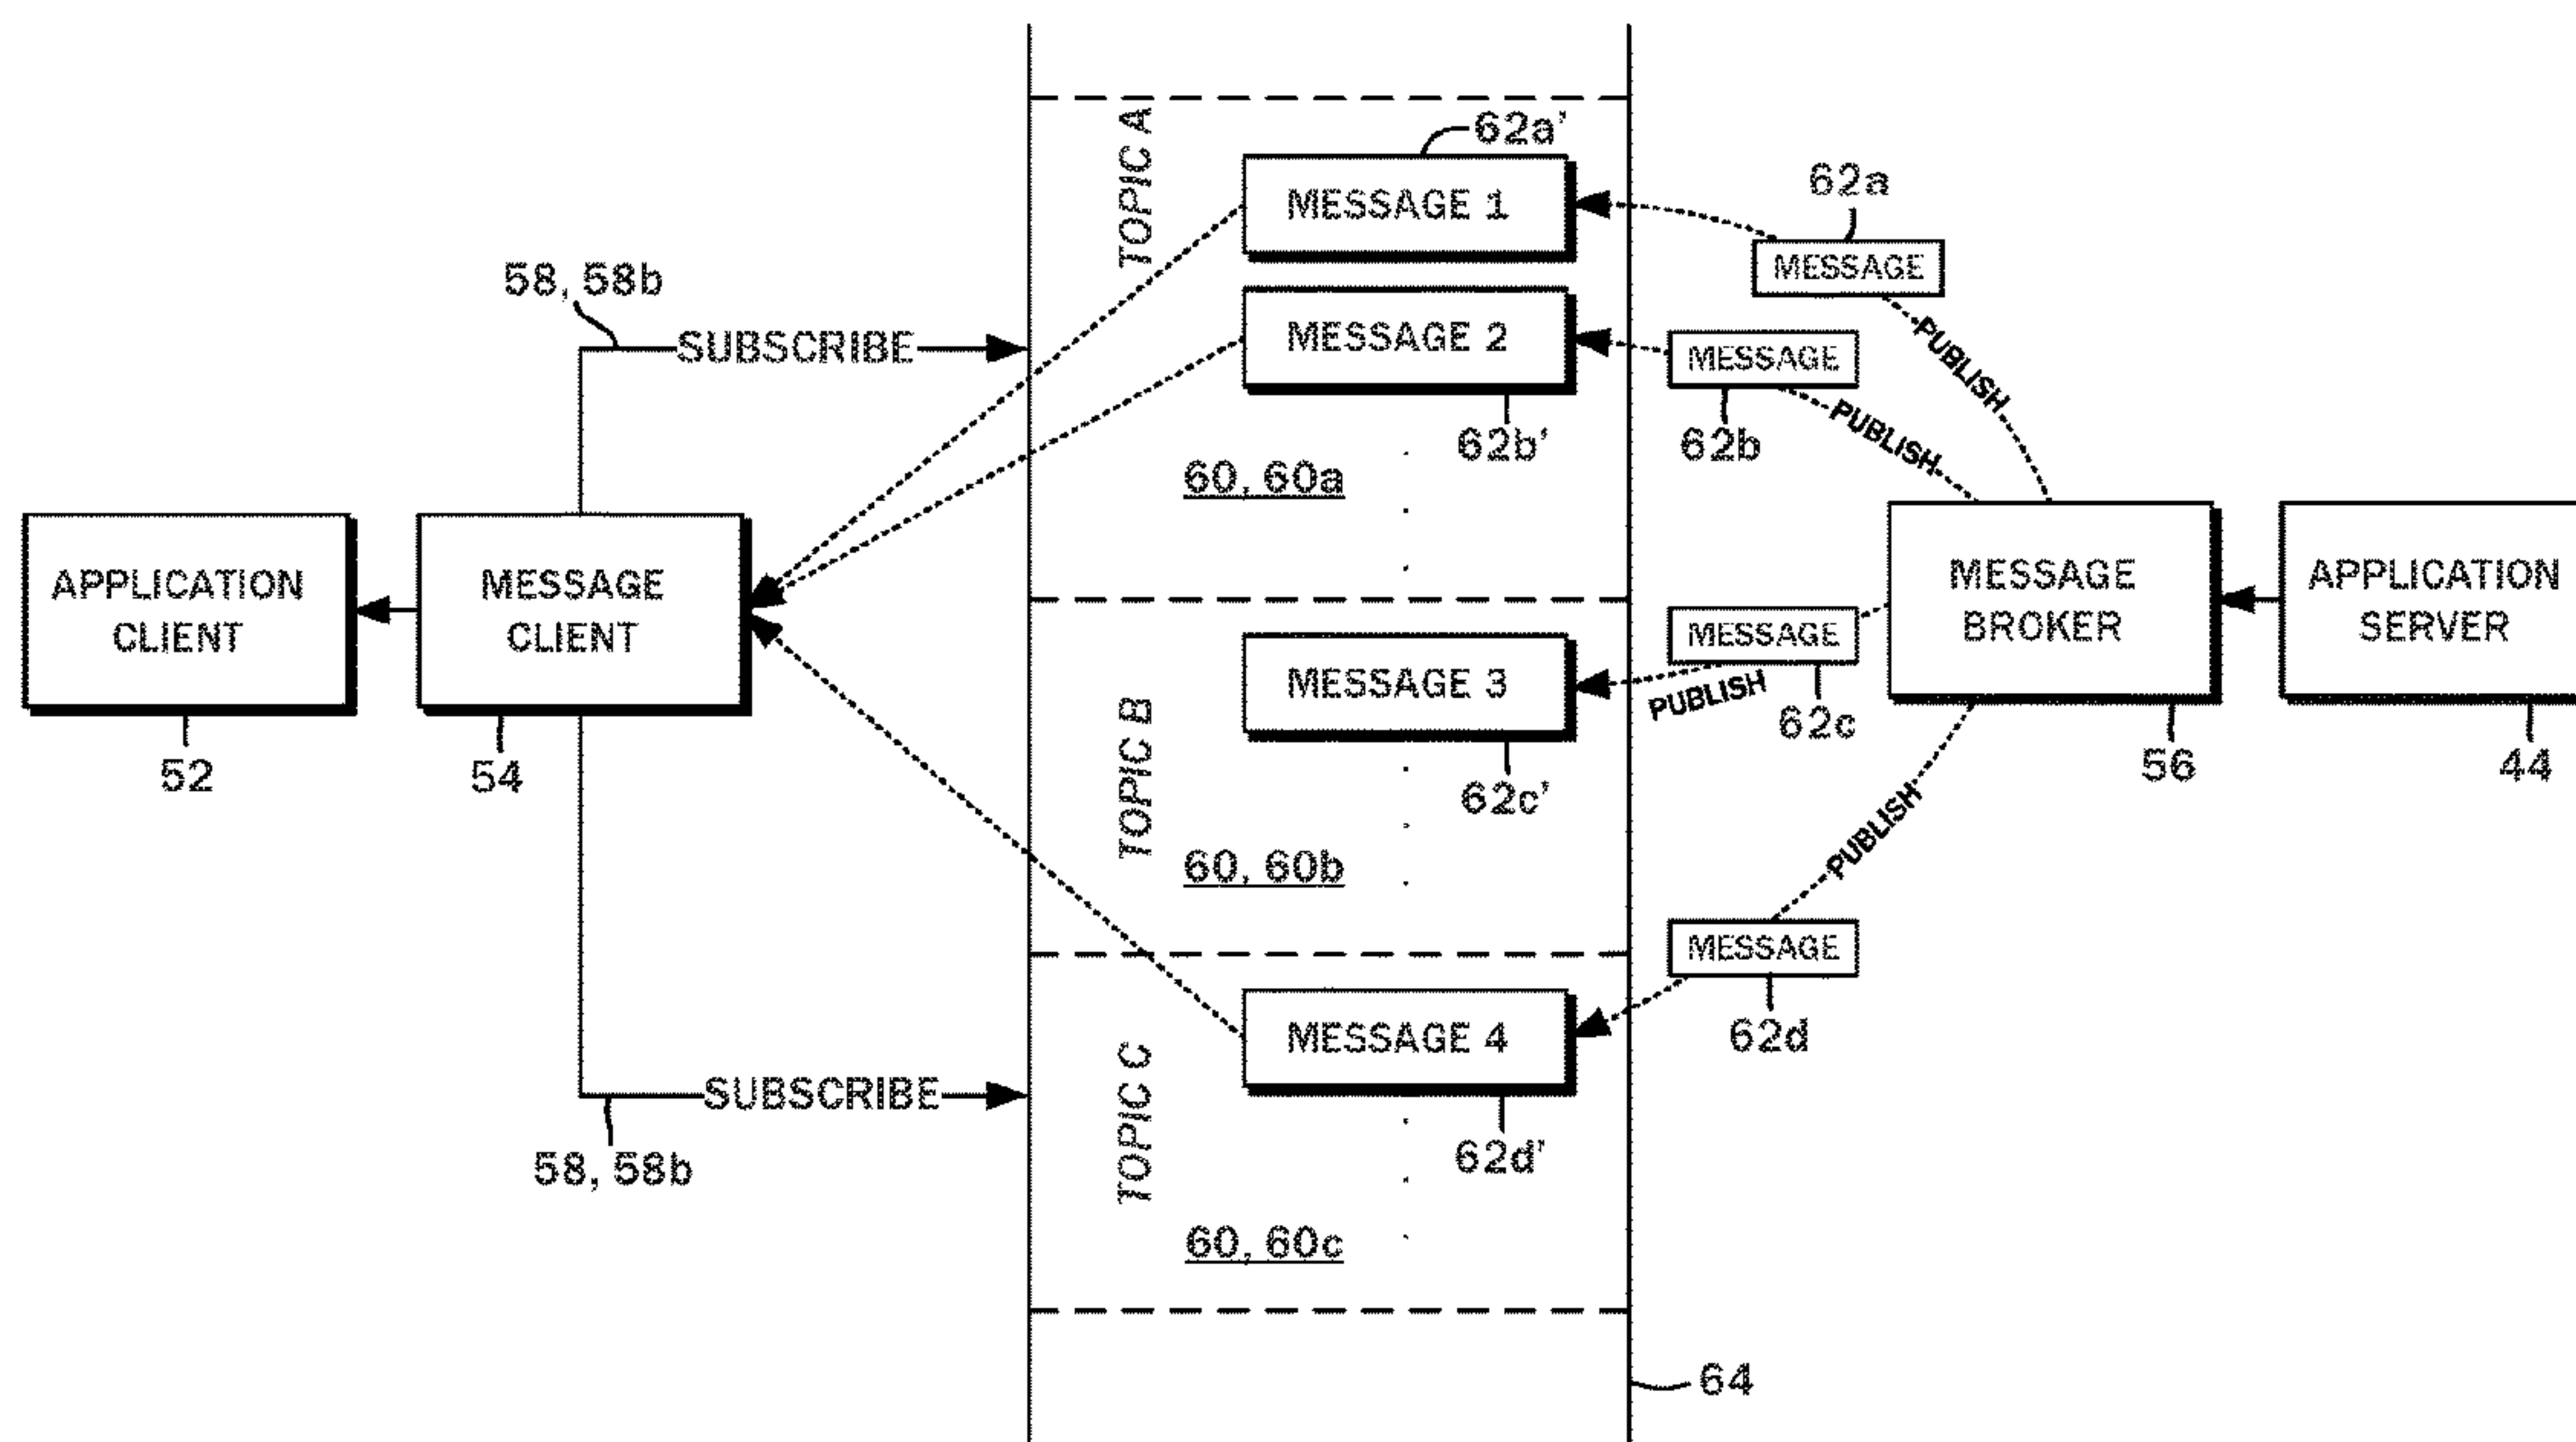 TOPIC A
62a'
MESSAGE 1
62a
MESSAGE
PUBLISH
58, 58b
SUBSCRIBE
MESSAGE 2
62b'
MESSAGE
62b
PUBLISH
60, 60a
APPLICATION
CLIENT
52
MESSAGE
CLIENT
54
MESSAGE
BROKER
56
APPLICATION
SERVER
44
TOPIC B
MESSAGE 3
62c'
MESSAGE
62c
PUBLISH
60, 60b
PUBLISH
MESSAGE
62d
TOPIC C
MESSAGE 4
62d'
SUBSCRIBE
58, 58b
60, 60c
64